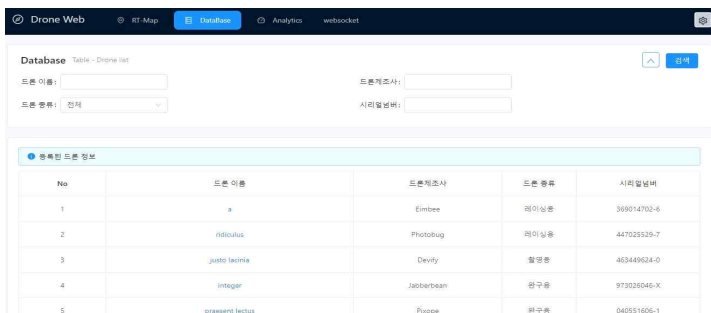 Drone Web RT-Map DataBase Analytics websocket
Database Table - Drone list 검색
드론 이름: 드론제조사:
드론 종류: 전체 시리얼넘버:
등록된 드론 정보
No 드론 이름 드론제조사 드론 종류 시리얼넘버
1 a Eimbee 레이싱용 369014702-6
2 ridiculus Photobug 레이싱용 447025529-7
3 justo lacinia Devify 촬영용 463449624-0
4 integer Jabberbean 완구용 973026046-X
5 praesent lectus Pixope 완구용 040551606-1